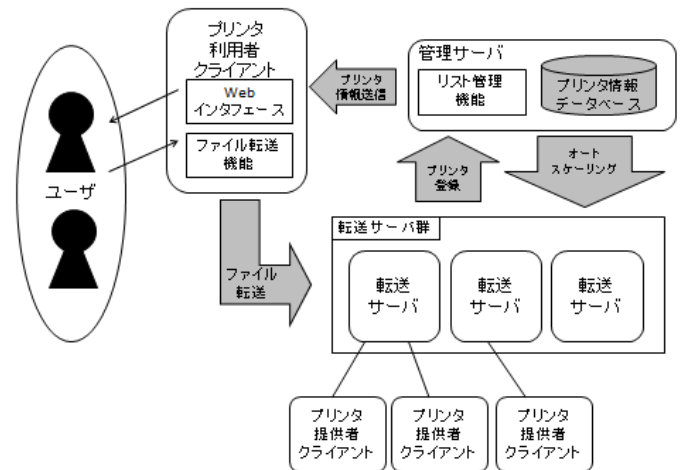 プリンタ
利用者
クライアント
Web
インタフェース
ファイル転送
機能
ユーザ
プリンタ
情報送信
管理サーバ
リスト管理
機能
プリンタ情報
データベース
プリンタ
登録
オート
スケーリング
ファイル
転送
転送サーバ群
転送
サーバ
転送
サーバ
転送
サーバ
プリンタ
提供者
クライアント
プリンタ
提供者
クライアント
プリンタ
提供者
クライアント